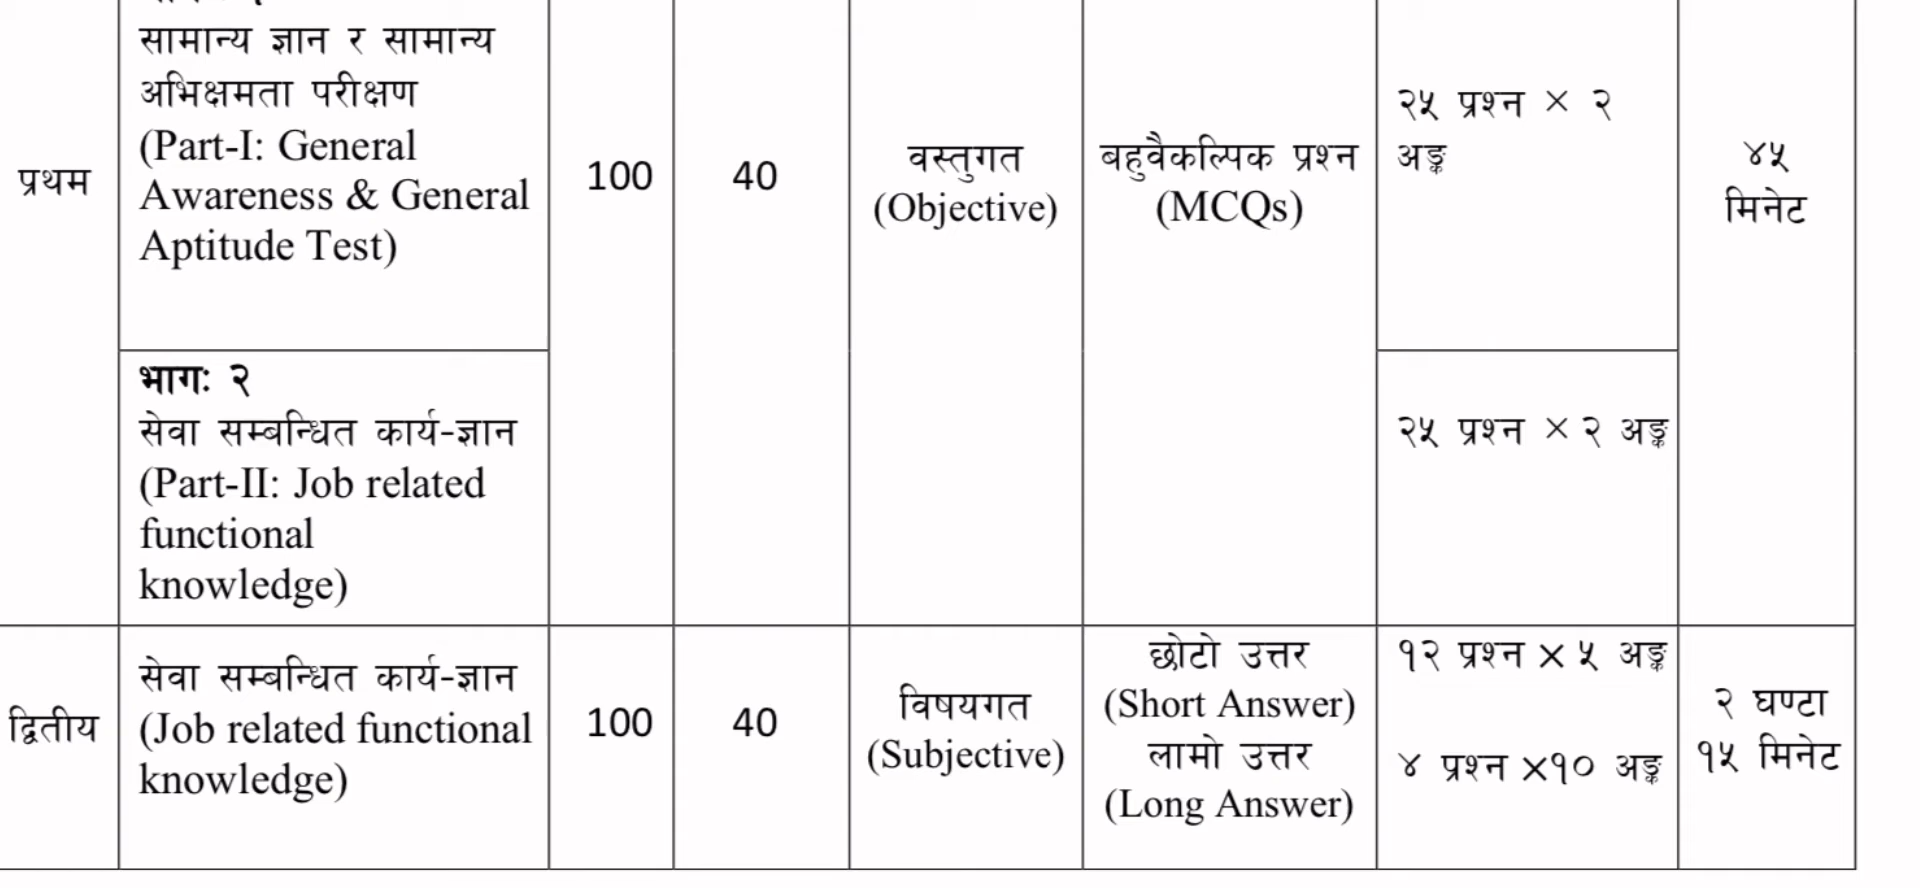 प्रथम
सामान्य ज्ञान र सामान्य
अभिक्षमता परीक्षण
(Part-I: General
Awareness & General
Aptitude Test)
100
40
वस्तुगत
(Objective)
बहुवैकल्पिक प्रश्न
(MCQs)
२५ प्रश्न × २
अङ्क
४५
मिनेट
भागः २
सेवा सम्बन्धित कार्य-ज्ञान
(Part-II: Job related
functional
knowledge)
२५ प्रश्न ×२ अङ्क
द्वितीय
सेवा सम्बन्धित कार्य-ज्ञान
(Job related functional
knowledge)
100
40
विषयगत
(Subjective)
छोटो उत्तर
(Short Answer)
लामो उत्तर
(Long Answer)
१२ प्रश्न × ५ अङ्क
४ प्रश्न ×१० अङ्क
२ घण्टा
१५ मिनेट